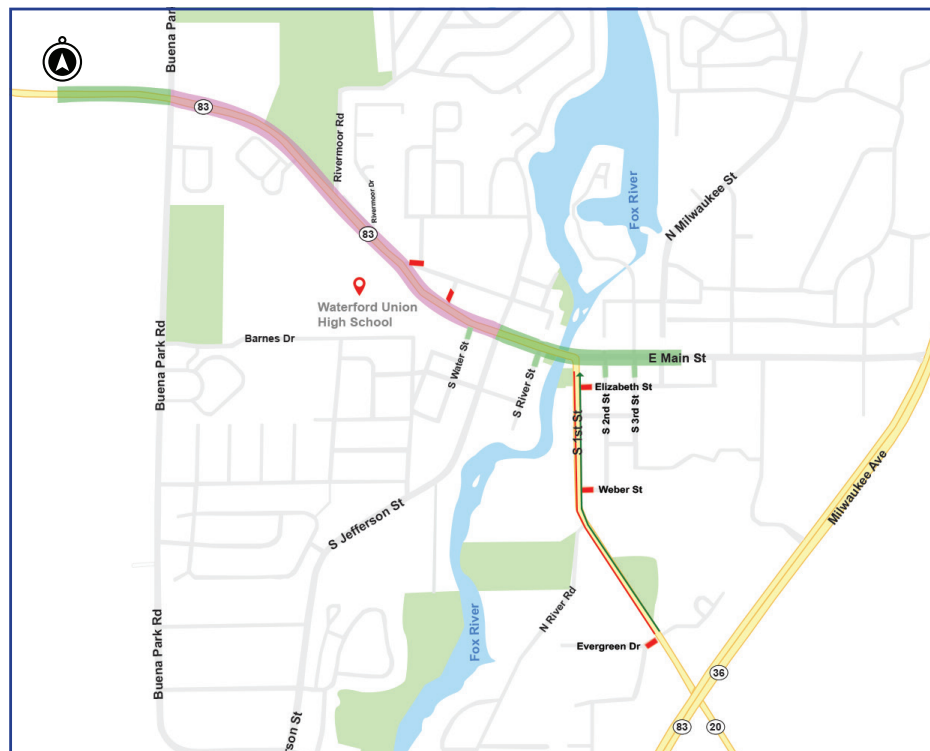 Buena Par
83
Rivermoor Rd
Rivermoor Dr
83
Fox River
N Milwaukee St
Waterford Union
High School
Buena Park Rd
Barnes Dr
S Water St
S River St
E Main St
Elizabeth St
S 1st St
S 2nd St
S 3rd St
Weber St
Milwaukee Ave
S Jefferson St
Fox River
N River Rd
Evergreen Dr
Buena Park Rd
36
83
20
rson St